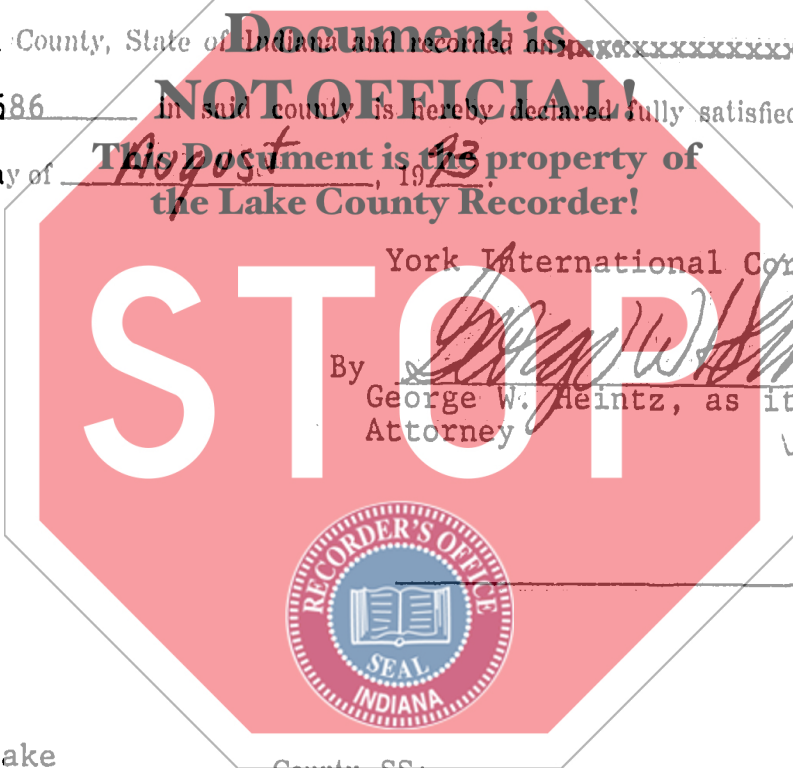 Document is
County, State of Indiana and recorded on xxxxxxxxxxxxxxxxx
NOT OFFICIAL!
586 in said county is hereby declared fully satisfied
This Document is the property of
y of August, 1993.
the Lake County Recorder!
York International Cor
STOP
By
George W. Heintz, as it
Attorney
RECORDER'S OFFICE
SEAL
INDIANA
ake County SS: